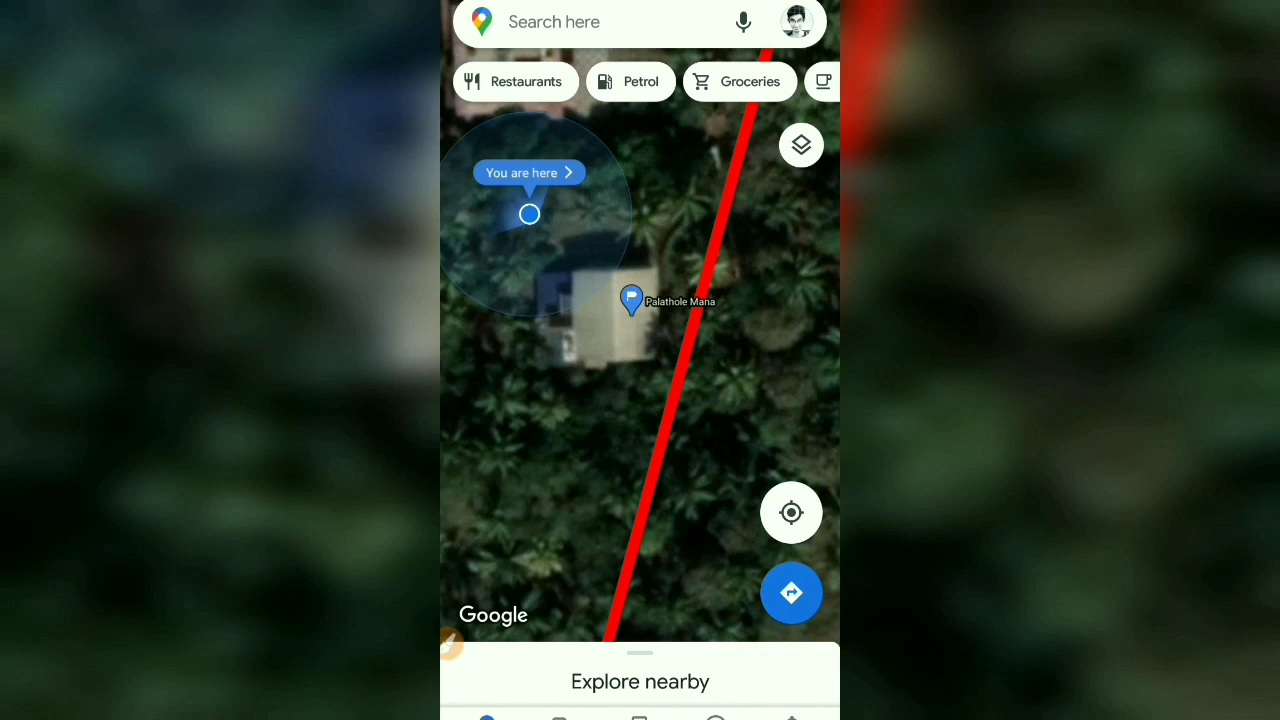 Search here
Restaurants
Petrol
Groceries
You are here
Palathole Mana
Google
Explore nearby